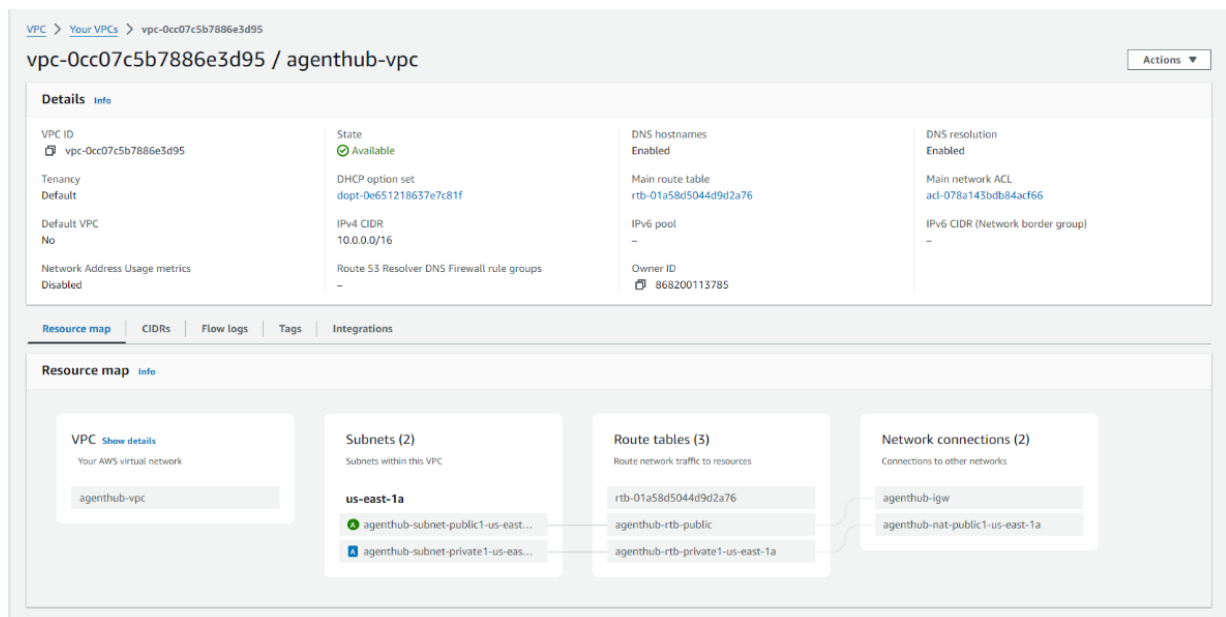 VPC > Your VPCs > vpc-0cc07c5b7886e3d95
vpc-0cc07c5b7886e3d95 / agenthub-vpc
Actions ▼
Details Info
VPC ID
vpc-0cc07c5b7886e3d95
State
Available
DNS hostnames
Enabled
DNS resolution
Enabled
Tenancy
Default
DHCP option set
dopt-0e651218637e7c81f
Main route table
rtb-01a58d5044d9d2a76
Main network ACL
acl-078a143bdb84acf66
Default VPC
No
IPv4 CIDR
10.0.0.0/16
IPv6 pool
–
IPv6 CIDR (Network border group)
–
Network Address Usage metrics
Disabled
Route 53 Resolver DNS Firewall rule groups
–
Owner ID
868200113785
Resource map
CIDRs
Flow logs
Tags
Integrations
Resource map Info
VPC Show details
Your AWS virtual network
agenthub-vpc
Subnets (2)
Subnets within this VPC
us-east-1a
A agenthub-subnet-public1-us-east...
A agenthub-subnet-private1-us-eas...
Route tables (3)
Route network traffic to resources
rtb-01a58d5044d9d2a76
agenthub-rtb-public
agenthub-rtb-private1-us-east-1a
Network connections (2)
Connections to other networks
agenthub-igw
agenthub-nat-public1-us-east-1a